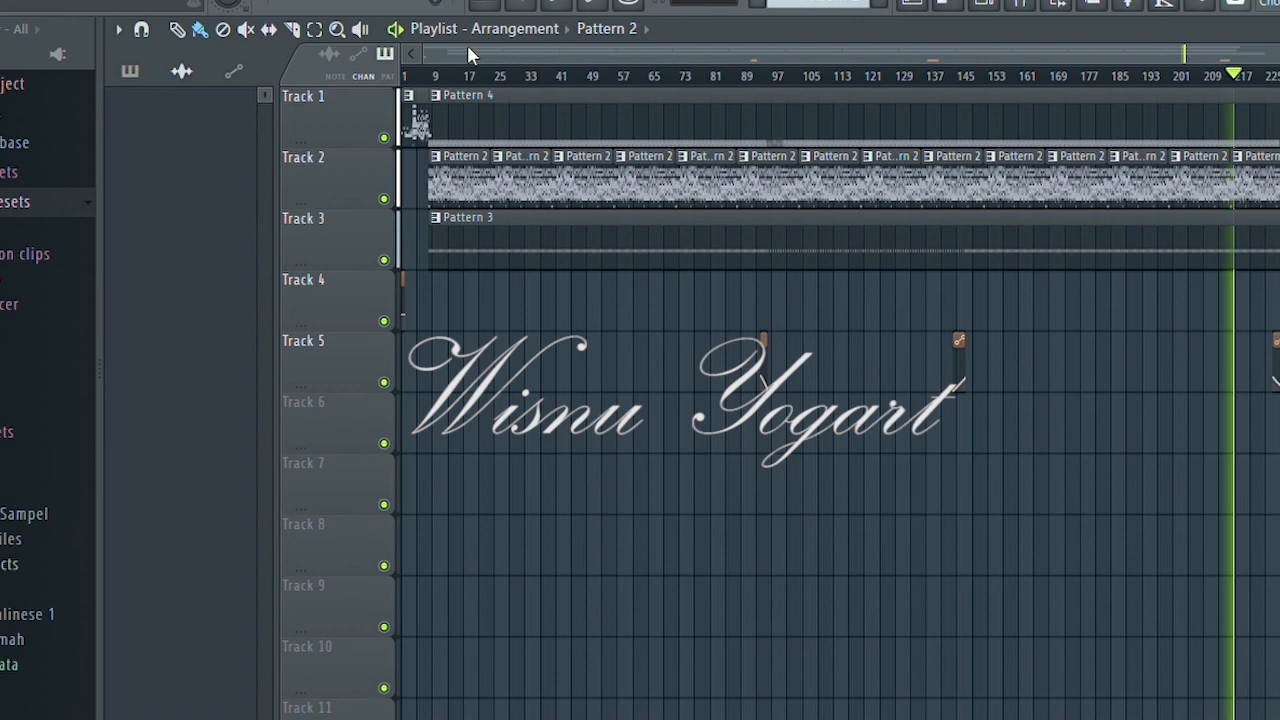 - All
Playlist - Arrangement Pattern 2
NOTE CHAN PAT
1 9 17 25 33 41 49 57 65 73 81 89 97 105 113 121 129 137 145 153 161 169 177 185 193 201 209 217 225
Track 1
Pattern 4
Track 2
Pattern 2 Pat..rn 2 Pattern 2 Pattern 2 Pat..rn 2 Pattern 2 Pattern 2 Pat..rn 2 Pattern 2 Pattern 2 Pattern 2 Pat..rn 2 Pattern 2 Pattern
Track 3
Pattern 3
Track 4
Track 5
Track 6
Track 7
Track 8
Track 9
Track 10
Track 11
Wisnu Yogart
ject
base
ets
esets
on clips
cer
ets
Sampel
iles
cts
alinese 1
mah
ata